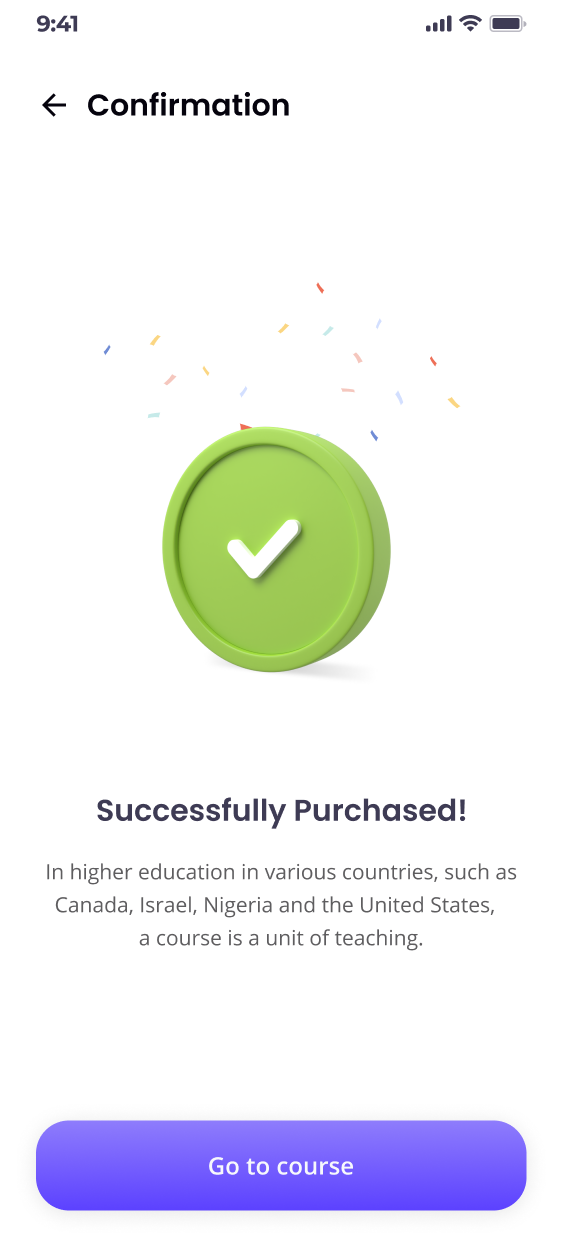 9:41
Confirmation
Successfully Purchased!
In higher education in various countries, such as
Canada, Israel, Nigeria and the United States,
a course is a unit of teaching.
Go to course